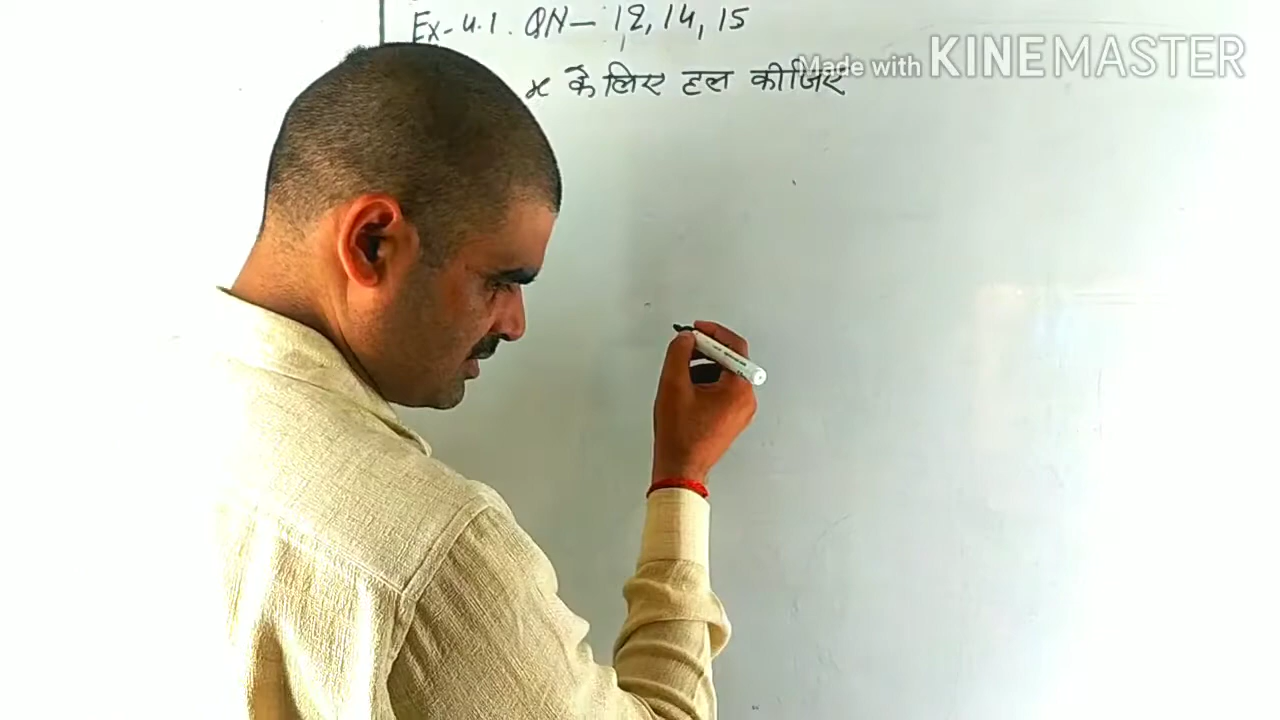 Ex-4.1. QN- 12, 14, 15
x के लिए हल कीजिए
Made with KINEMASTER